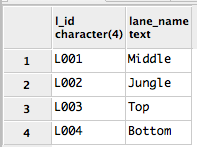 l_id lane_name
character(4) text
1 L001 Middle
2 L002 Jungle
3 L003 Top
4 L004 Bottom